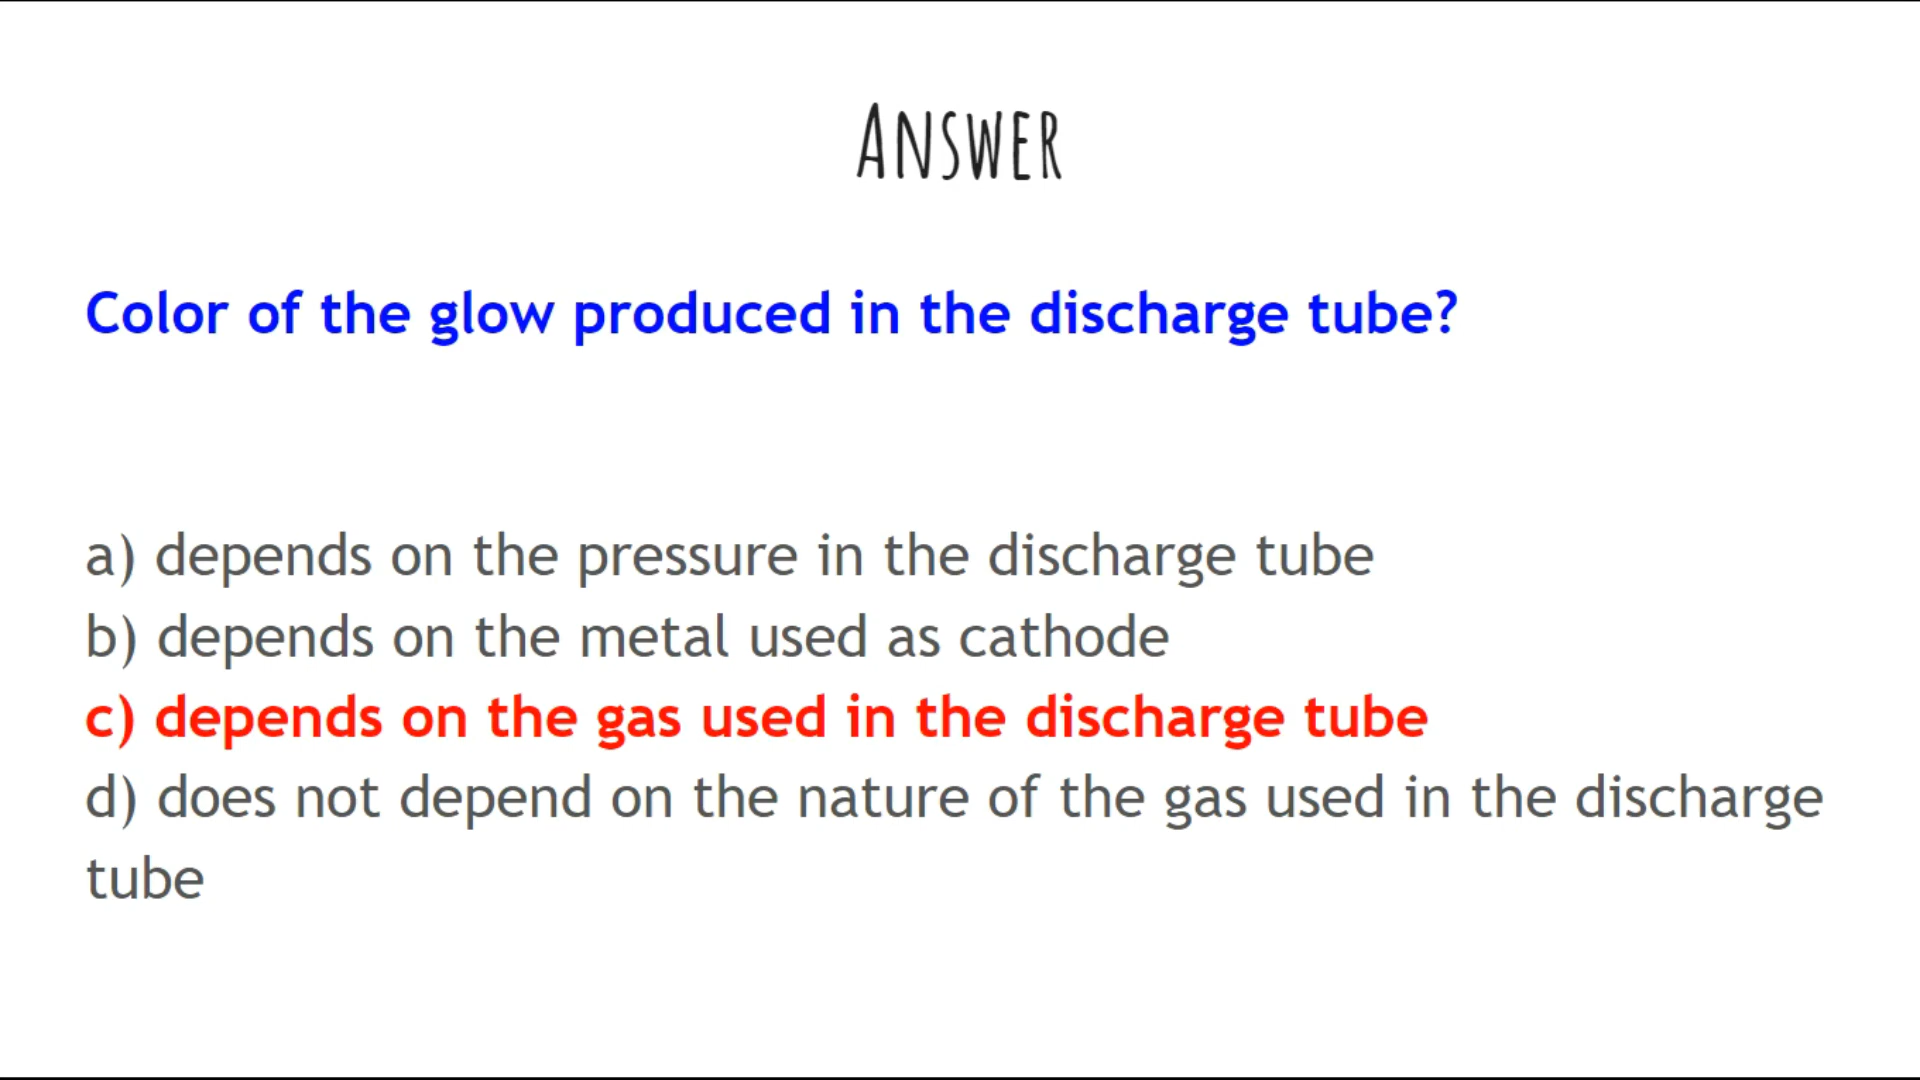 ANSWER
Color of the glow produced in the discharge tube?
a) depends on the pressure in the discharge tube
b) depends on the metal used as cathode
c) depends on the gas used in the discharge tube
d) does not depend on the nature of the gas used in the discharge
tube